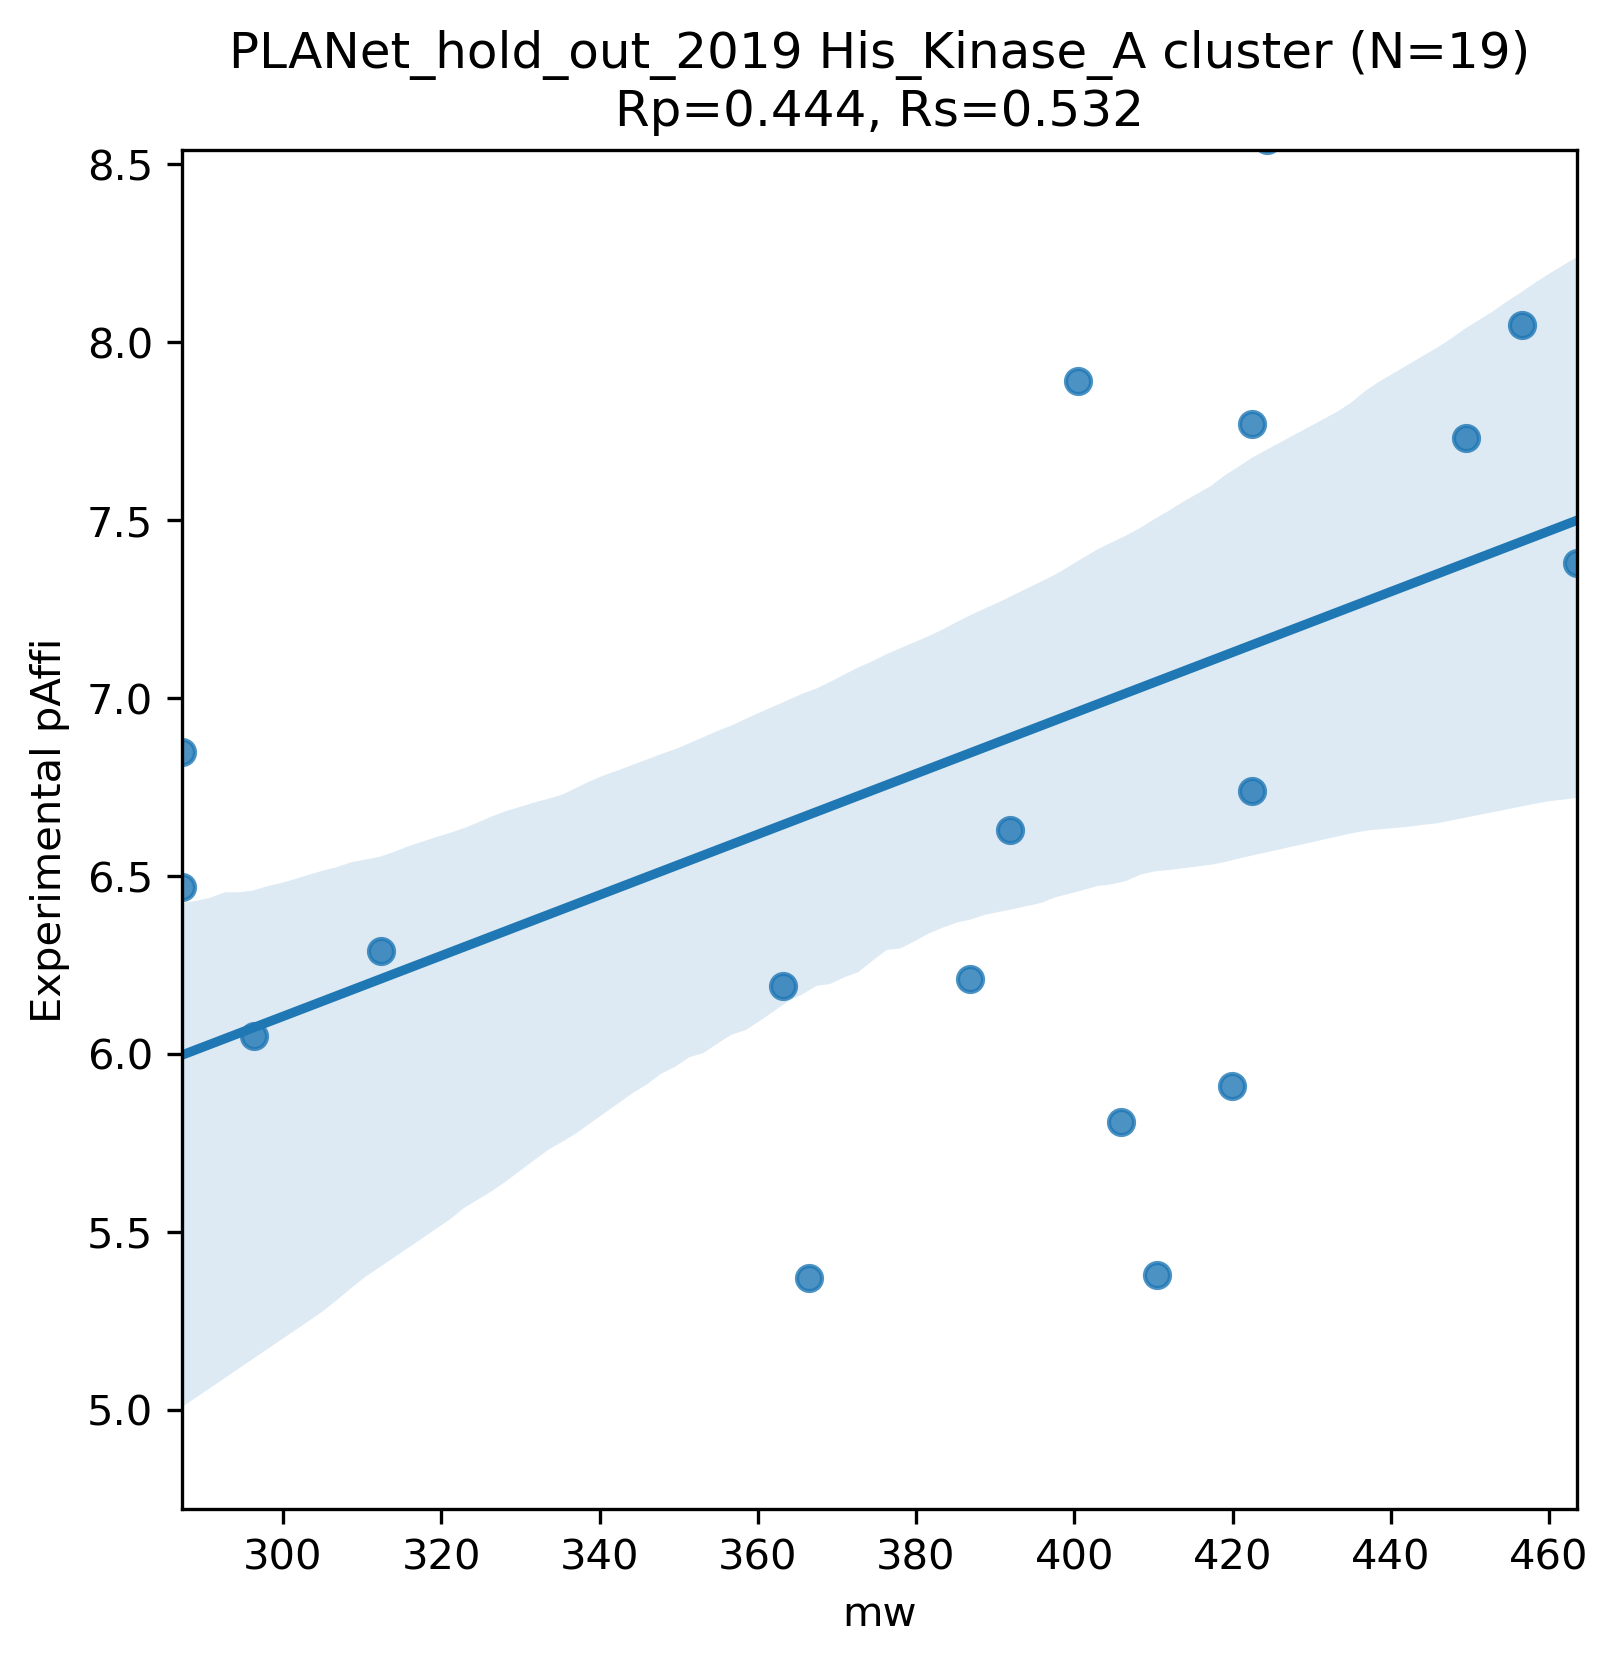 PLANet_hold_out_2019 His_Kinase_A cluster (N=19)
Rp=0.444, Rs=0.532
8.5
8.0
7.5
7.0
6.5
6.0
5.5
5.0
Experimental pAffi
300 320 340 360 380 400 420 440 460
mw